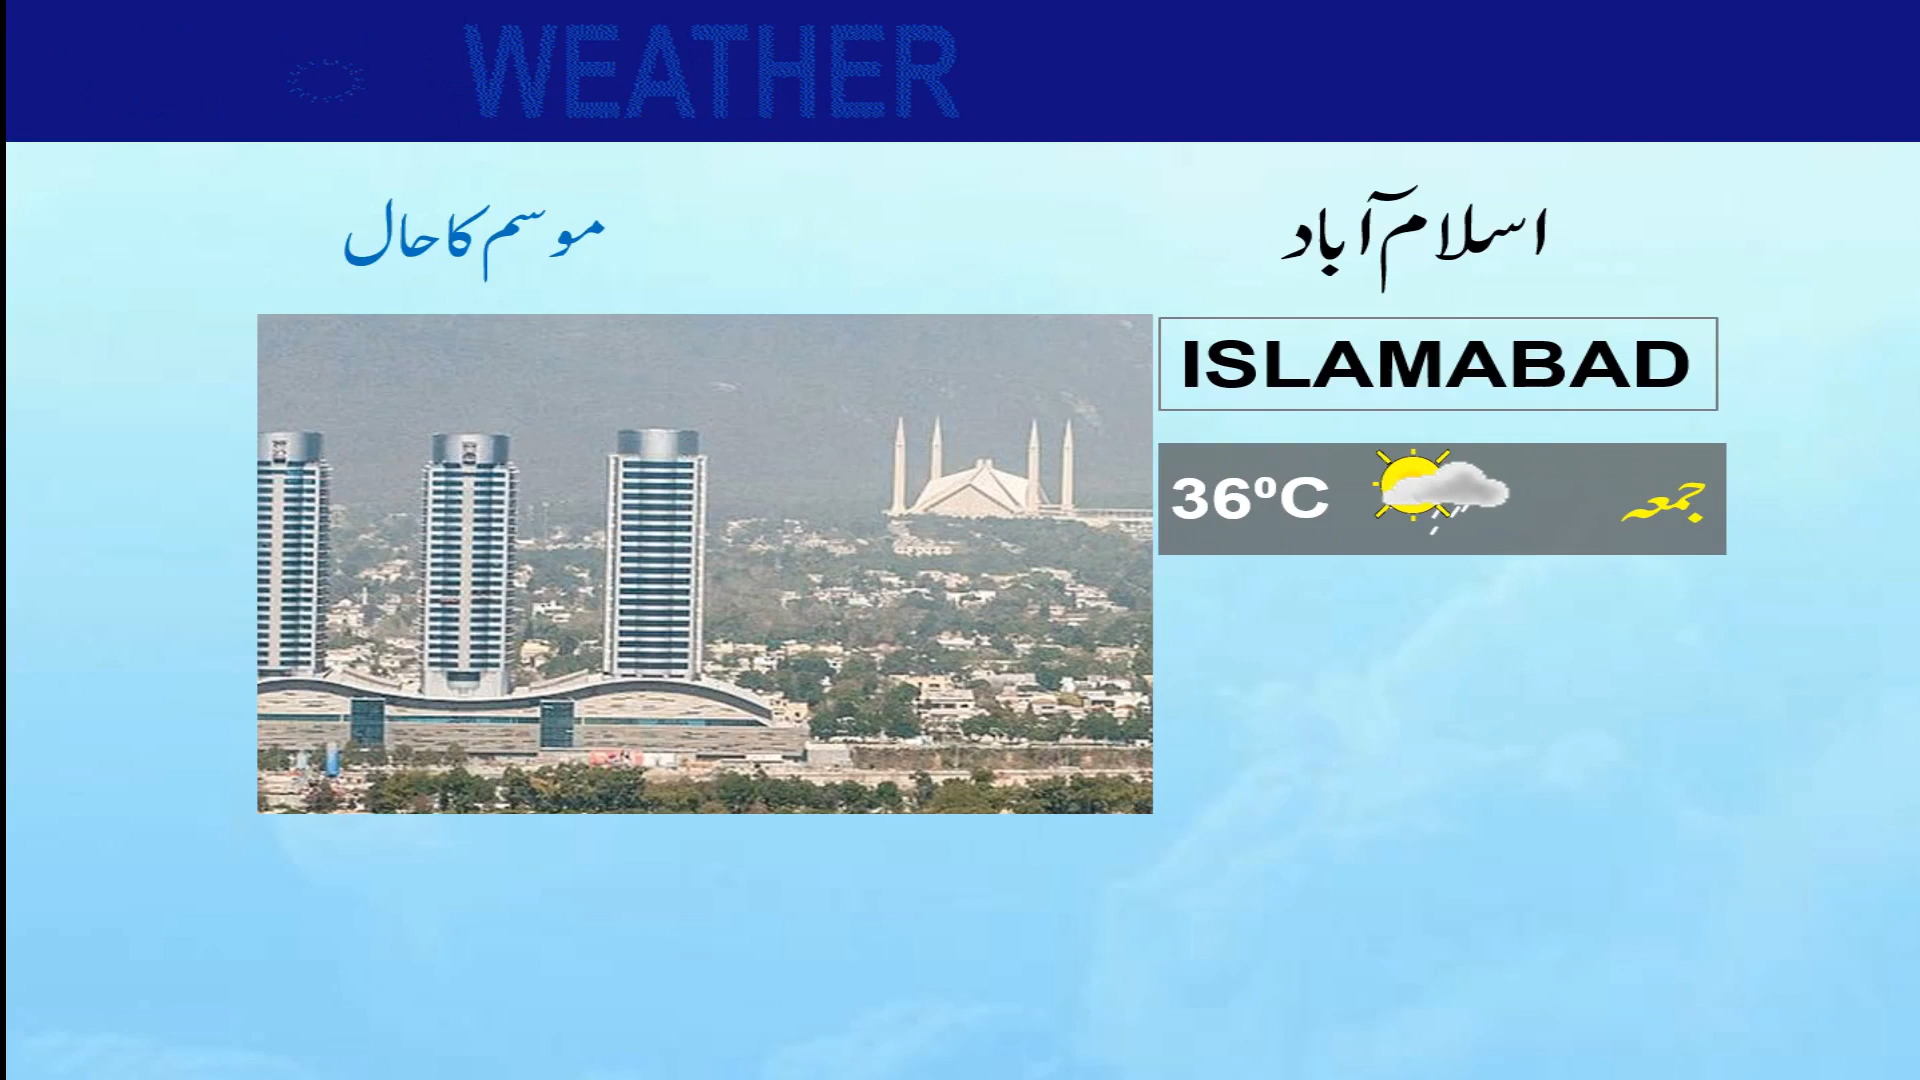 WEATHER
موسم کا حال
اسلام آباد
ISLAMABAD
36ºC
جمعہ